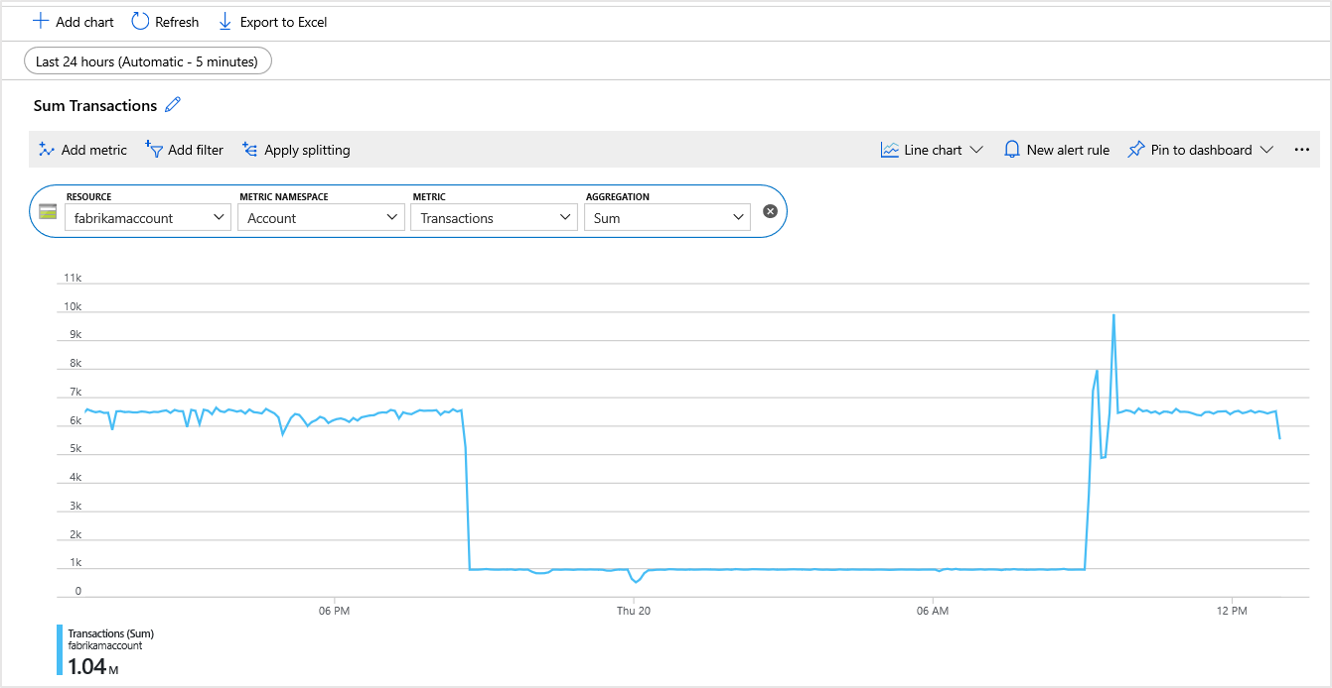 Add chart Refresh Export to Excel
Last 24 hours (Automatic - 5 minutes)
Sum Transactions
Add metric Add filter Apply splitting Line chart New alert rule Pin to dashboard
RESOURCE METRIC NAMESPACE METRIC AGGREGATION
fabrikamaccount Account Transactions Sum
11k
10k
9k
8k
7k
6k
5k
4k
3k
2k
1k
0
06 PM Thu 20 06 AM 12 PM
Transactions (Sum)
fabrikamaccount
1.04 M